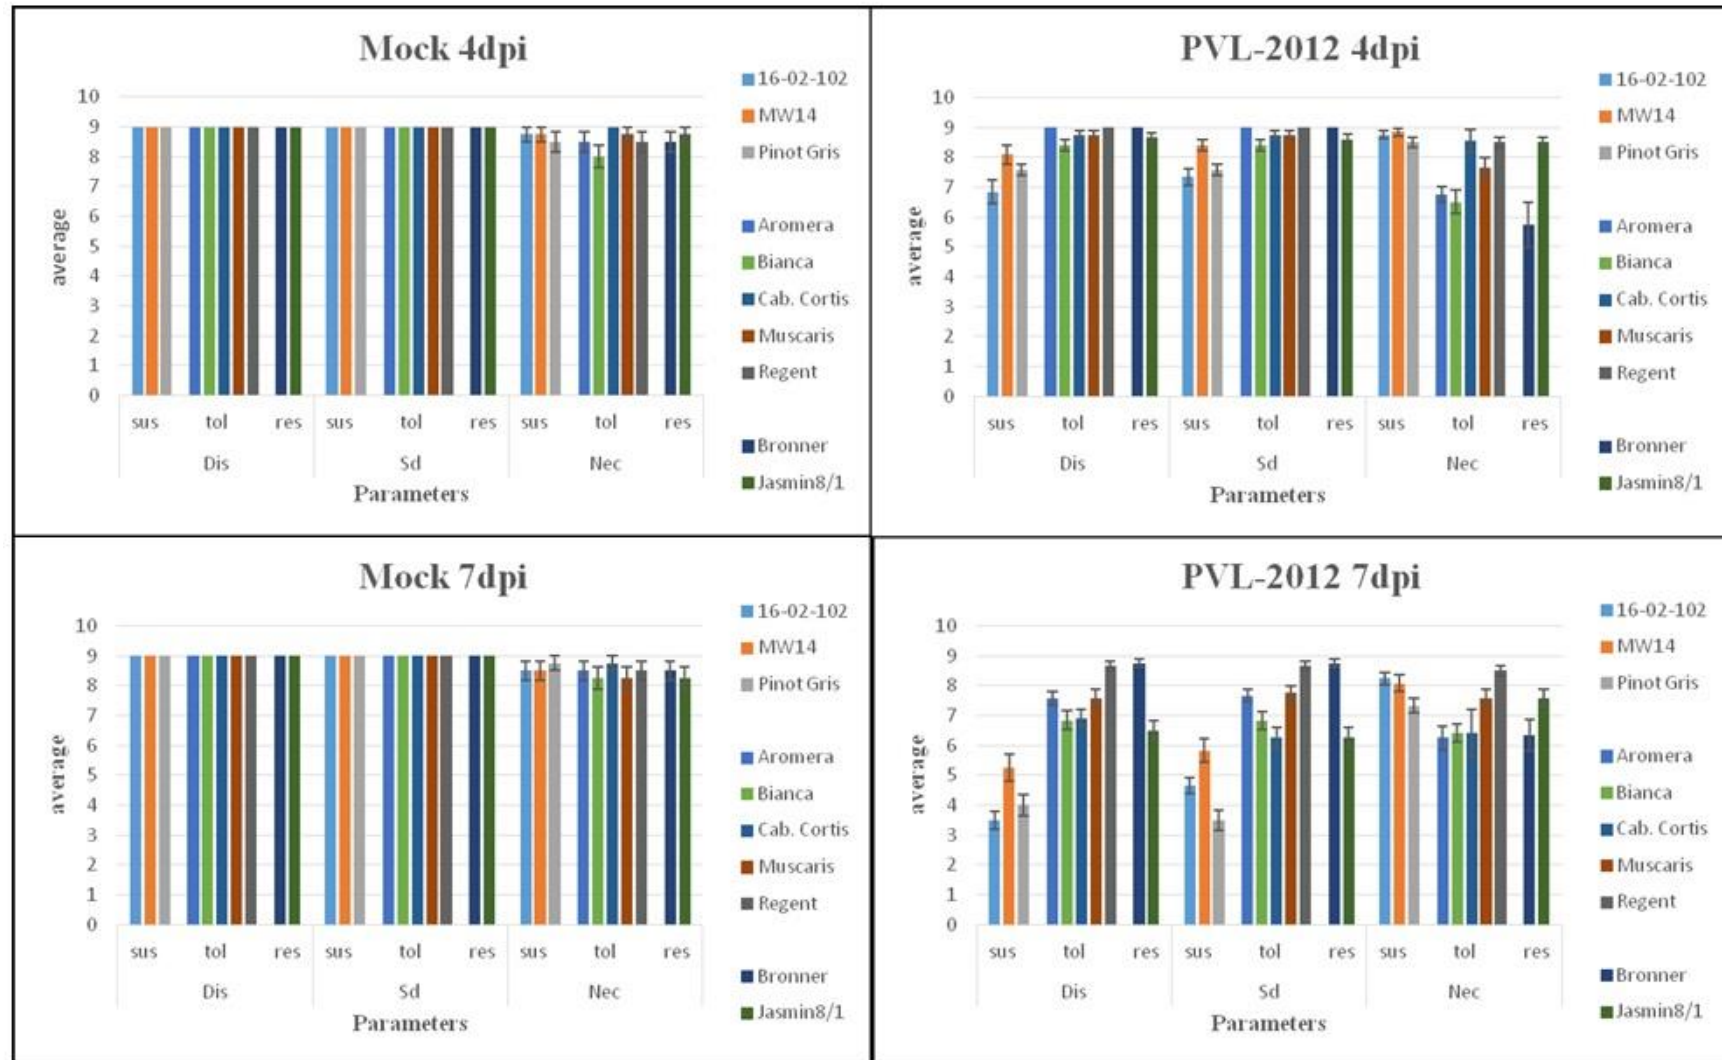 Mock 4dpi
10
9
8
7
6
5
4
3
2
1
0
average
sus tol res sus tol res sus tol res
Dis Sd Nec
Parameters
16-02-102
MW14
Pinot Gris
Aromera
Bianca
Cab. Cortis
Muscaris
Regent
Bronner
Jasmin8/1
PVL-2012 4dpi
10
9
8
7
6
5
4
3
2
1
0
average
sus tol res sus tol res sus tol res
Dis Sd Nec
Parameters
16-02-102
MW14
Pinot Gris
Aromera
Bianca
Cab. Cortis
Muscaris
Regent
Bronner
Jasmin8/1
Mock 7dpi
10
9
8
7
6
5
4
3
2
1
0
average
sus tol res sus tol res sus tol res
Dis Sd Nec
Parameters
16-02-102
MW14
Pinot Gris
Aromera
Bianca
Cab. Cortis
Muscaris
Regent
Bronner
Jasmin8/1
PVL-2012 7dpi
10
9
8
7
6
5
4
3
2
1
0
average
sus tol res sus tol res sus tol res
Dis Sd Nec
Parameters
16-02-102
MW14
Pinot Gris
Aromera
Bianca
Cab. Cortis
Muscaris
Regent
Bronner
Jasmin8/1